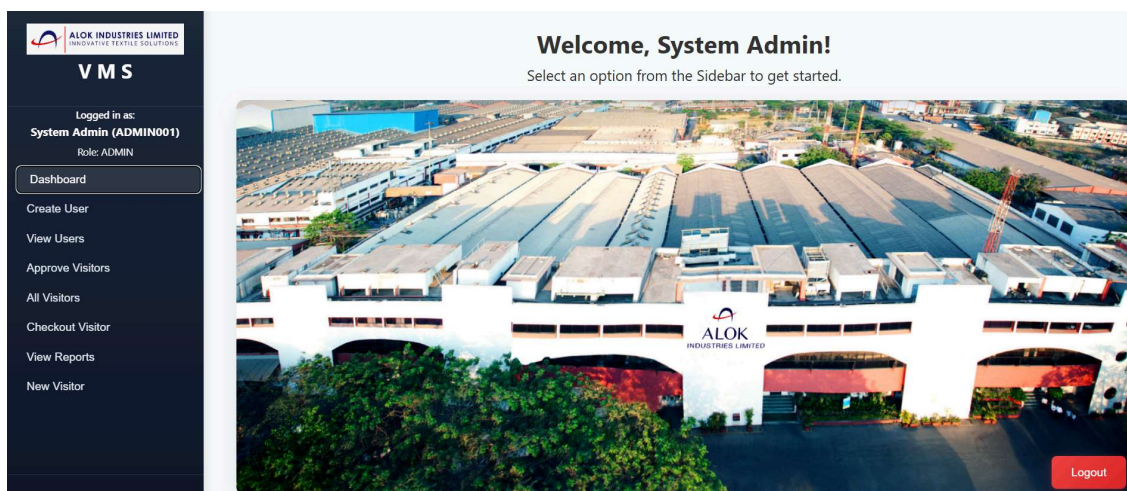 ALOK INDUSTRIES LIMITED
INNOVATIVE TEXTILE SOLUTIONS
V M S
Logged in as:
System Admin (ADMIN001)
Role: ADMIN
Dashboard
Create User
View Users
Approve Visitors
All Visitors
Checkout Visitor
View Reports
New Visitor
Welcome, System Admin!
Select an option from the Sidebar to get started.
ALOK
INDUSTRIES LIMITED
Logout